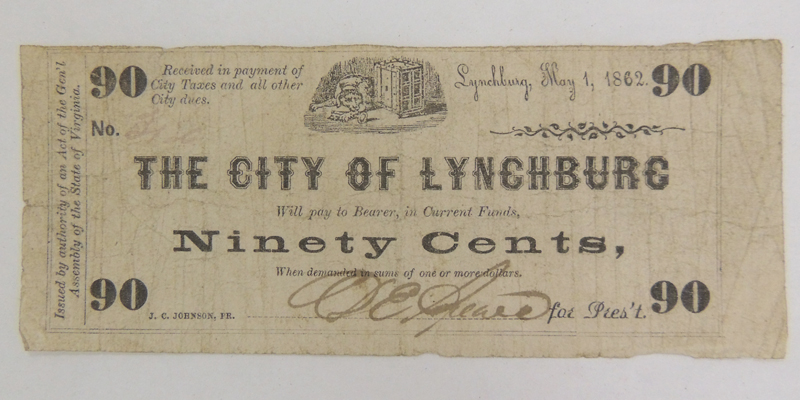 Issued by authority of an Act of the Gen'l
Assembly of the State of Virginia.
90
Received in payment of
City Taxes and all other
City dues.
Lynchburg, May 1, 1862.
90
No.
THE CITY OF LYNCHBURG
Will pay to Bearer, in Current Funds,
Ninety Cents,
When demanded in sums of one or more dollars.
90
J. C. JOHNSON, PR.
for Pres't.
90